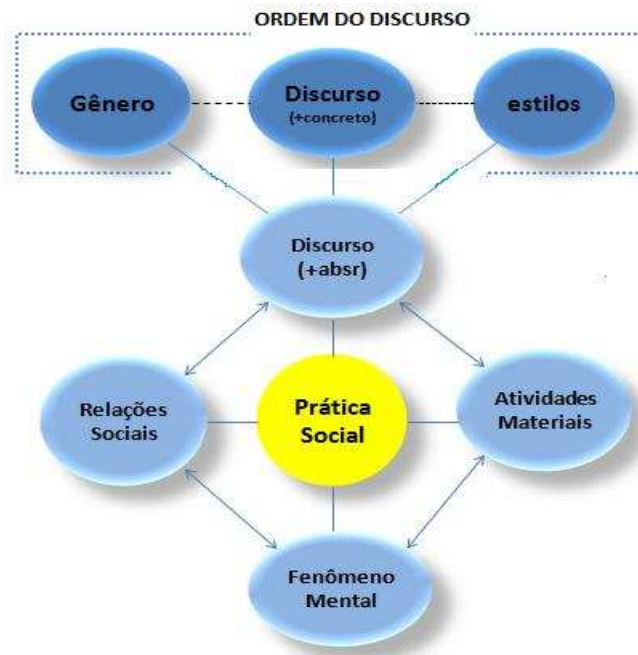 ORDEM DO DISCURSO
Gênero
Discurso
(+concreto)
estilos
Discurso
(+absr)
Relações
Sociais
Prática
Social
Atividades
Materiais
Fenômeno
Mental